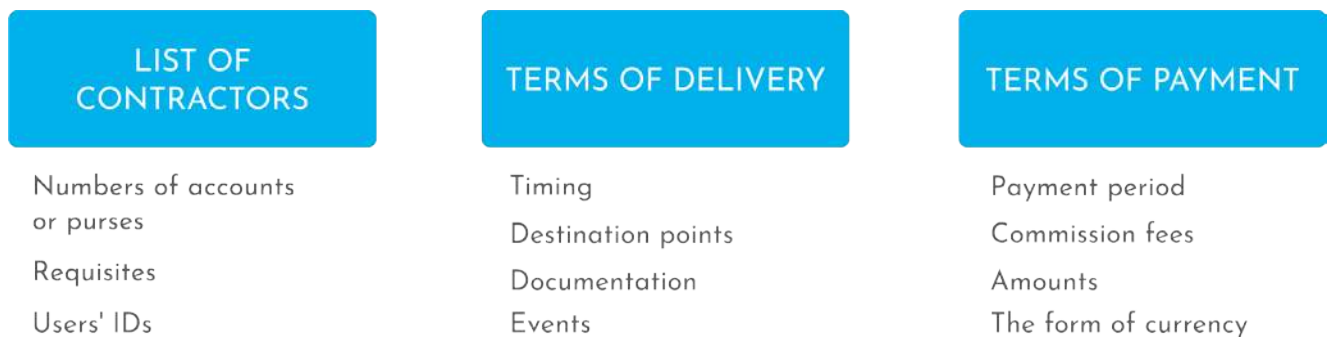 LIST OF
CONTRACTORS
Numbers of accounts
or purses
Requisites
Users' IDs
TERMS OF DELIVERY
Timing
Destination points
Documentation
Events
TERMS OF PAYMENT
Payment period
Commission fees
Amounts
The form of currency